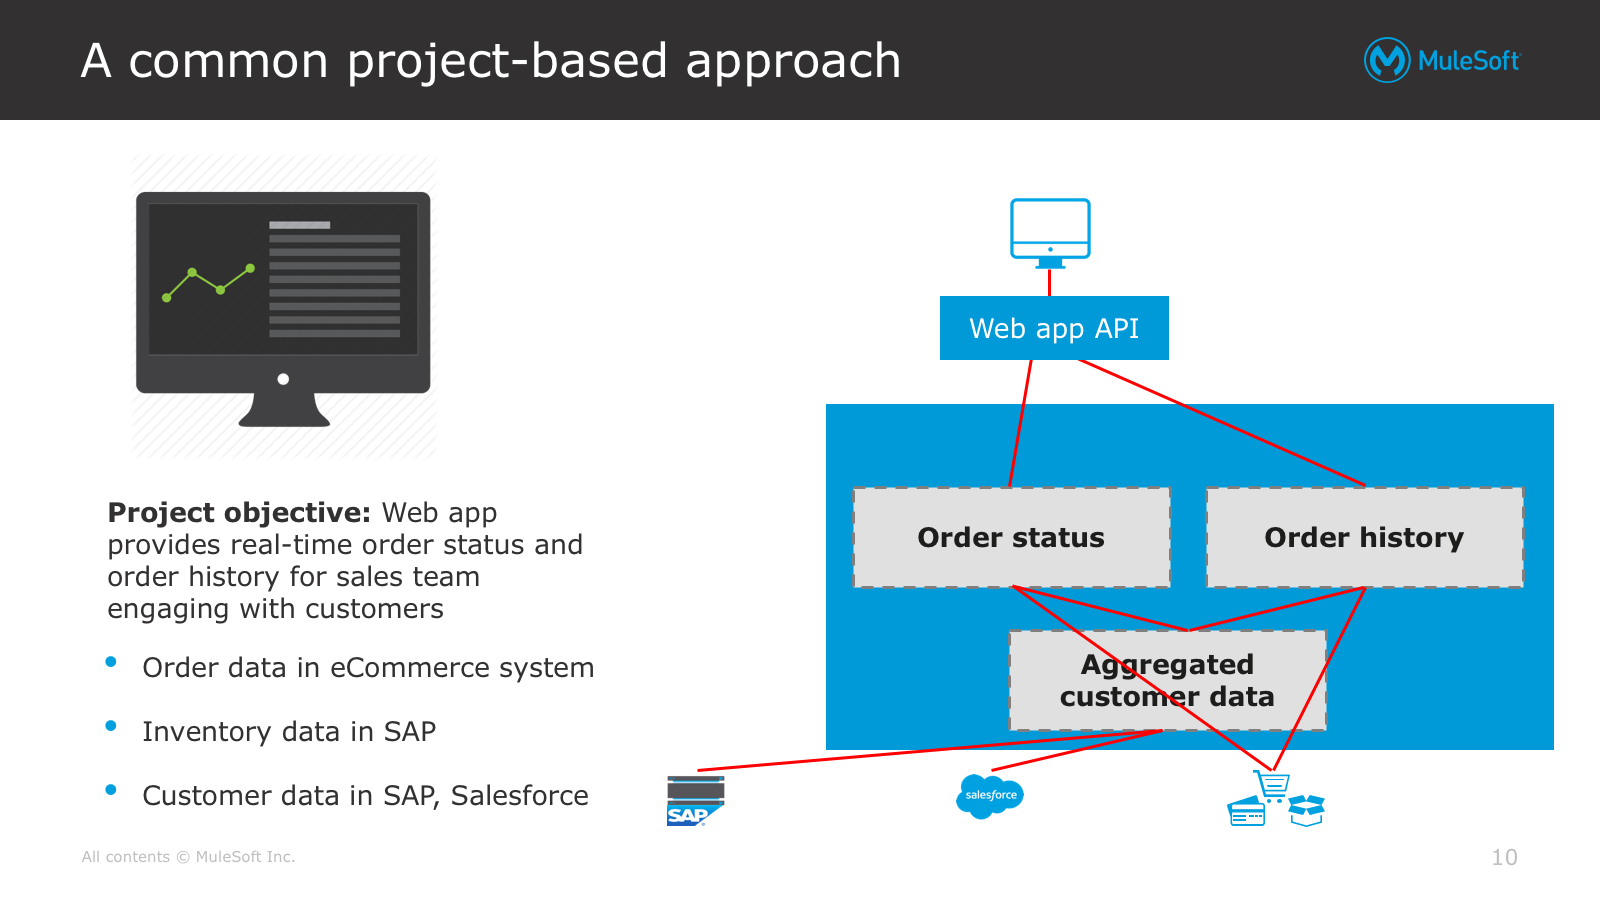 A common project-based approach
MuleSoft
Web app API
Order status
Order history
Aggregated
customer data
Project objective: Web app
provides real-time order status and
order history for sales team
engaging with customers
• Order data in eCommerce system
• Inventory data in SAP
• Customer data in SAP, Salesforce
SAP
salesforce
All contents © MuleSoft Inc.
10